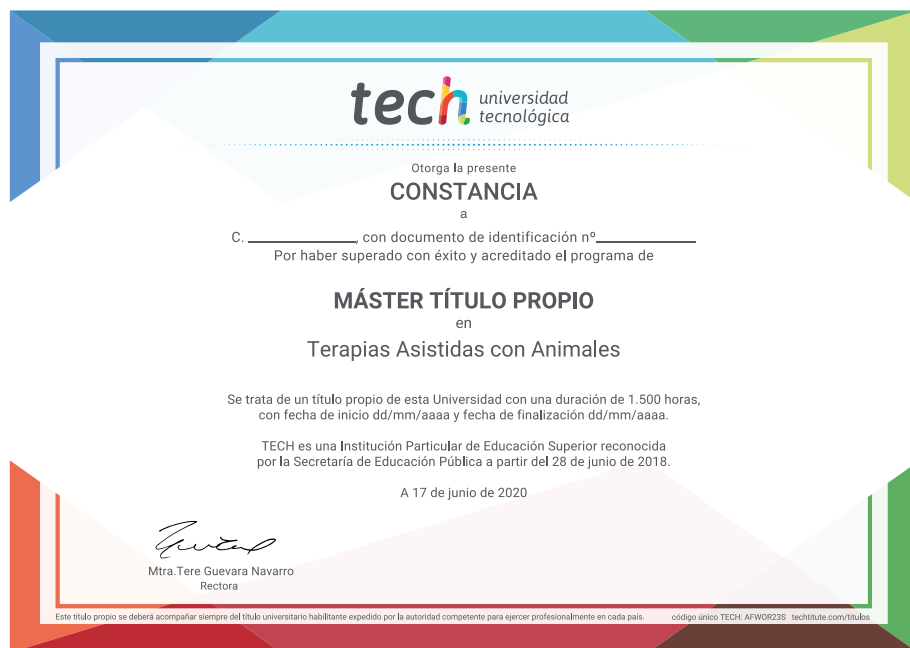 tech universidad
tecnológica
Otorga la presente
CONSTANCIA
a
C. ______________, con documento de identificación nº______________
Por haber superado con éxito y acreditado el programa de
MÁSTER TÍTULO PROPIO
en
Terapias Asistidas con Animales
Se trata de un título propio de esta Universidad con una duración de 1.500 horas,
con fecha de inicio dd/mm/aaaa y fecha de finalización dd/mm/aaaa.
TECH es una Institución Particular de Educación Superior reconocida
por la Secretaría de Educación Pública a partir del 28 de junio de 2018.
A 17 de junio de 2020
Mtra.Tere Guevara Navarro
Rectora
Este título propio se deberá acompañar siempre del título universitario habilitante expedido por la autoridad competente para ejercer profesionalmente en cada país. código único TECH: AFWOR23S techtitute.com/titulos